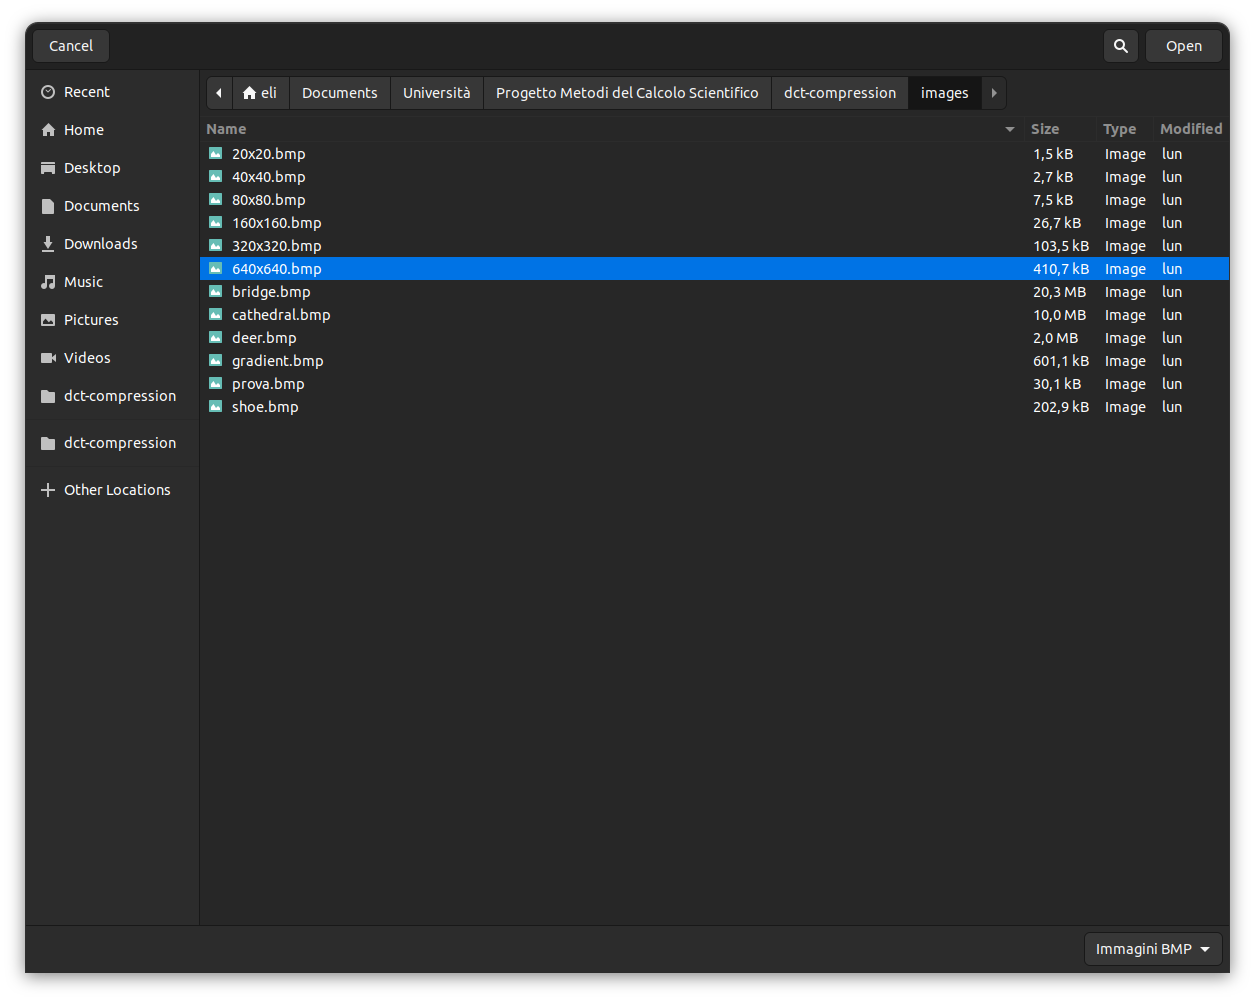 Cancel Open
Recent
Home
Desktop
Documents
Downloads
Music
Pictures
Videos
dct-compression
dct-compression
Other Locations
eli Documents Università Progetto Metodi del Calcolo Scientifico dct-compression images
Name Size Type Modified
20x20.bmp 1,5 kB Image lun
40x40.bmp 2,7 kB Image lun
80x80.bmp 7,5 kB Image lun
160x160.bmp 26,7 kB Image lun
320x320.bmp 103,5 kB Image lun
640x640.bmp 410,7 kB Image lun
bridge.bmp 20,3 MB Image lun
cathedral.bmp 10,0 MB Image lun
deer.bmp 2,0 MB Image lun
gradient.bmp 601,1 kB Image lun
prova.bmp 30,1 kB Image lun
shoe.bmp 202,9 kB Image lun
Immagini BMP